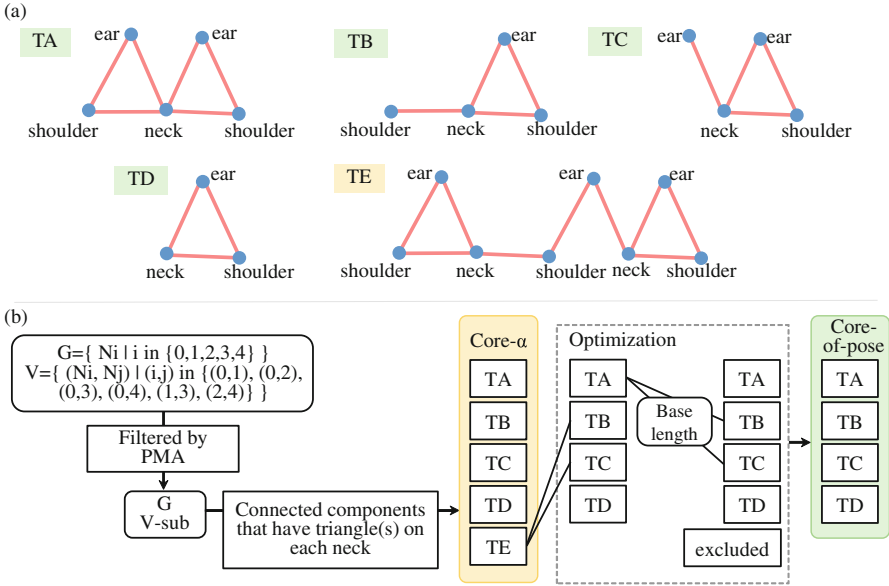 (a)
TA
ear
ear
shoulder
neck
shoulder
TB
ear
shoulder
neck
shoulder
TC
ear
ear
neck
shoulder
TD
ear
neck
shoulder
TE
ear
ear
ear
shoulder
neck
shoulder
neck
shoulder
(b)
G={ Ni | i in {0,1,2,3,4} }
V={ (Ni, Nj) | (i,j) in {(0,1), (0,2),
(0,3), (0,4), (1,3), (2,4)} }
Filtered by
PMA
G
V-sub
Connected components
that have triangle(s) on
each neck
Core-α
TA
TB
TC
TD
TE
Optimization
TA
TB
TC
TD
Base
length
TA
TB
TC
TD
excluded
Core-
of-pose
TA
TB
TC
TD